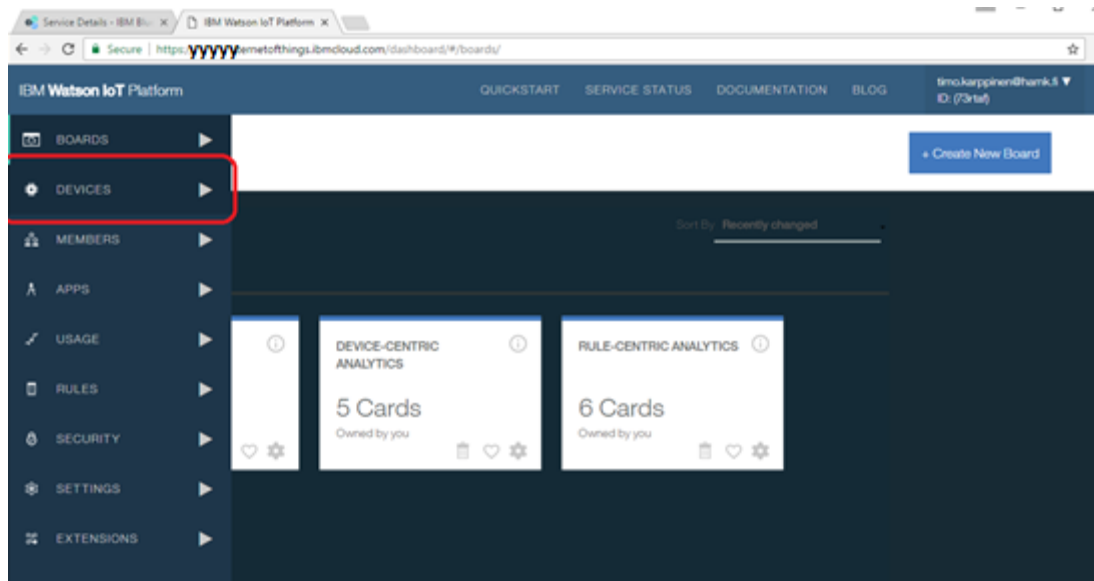 Service Details - IBM Blu
IBM Watson IoT Platform
Secure | https:/yyyyyternetofthings.ibmcloud.com/dashboard/#/boards/
IBM Watson IoT Platform
QUICKSTART SERVICE STATUS DOCUMENTATION BLOG
timo.karppinen@hamk.fi ▼
ID: (73rtaf)
BOARDS
+ Create New Board
DEVICES
Sort By Recently changed
MEMBERS
APPS
USAGE
RULES
SECURITY
SETTINGS
EXTENSIONS
DEVICE-CENTRIC
ANALYTICS
5 Cards
Owned by you
RULE-CENTRIC ANALYTICS
6 Cards
Owned by you